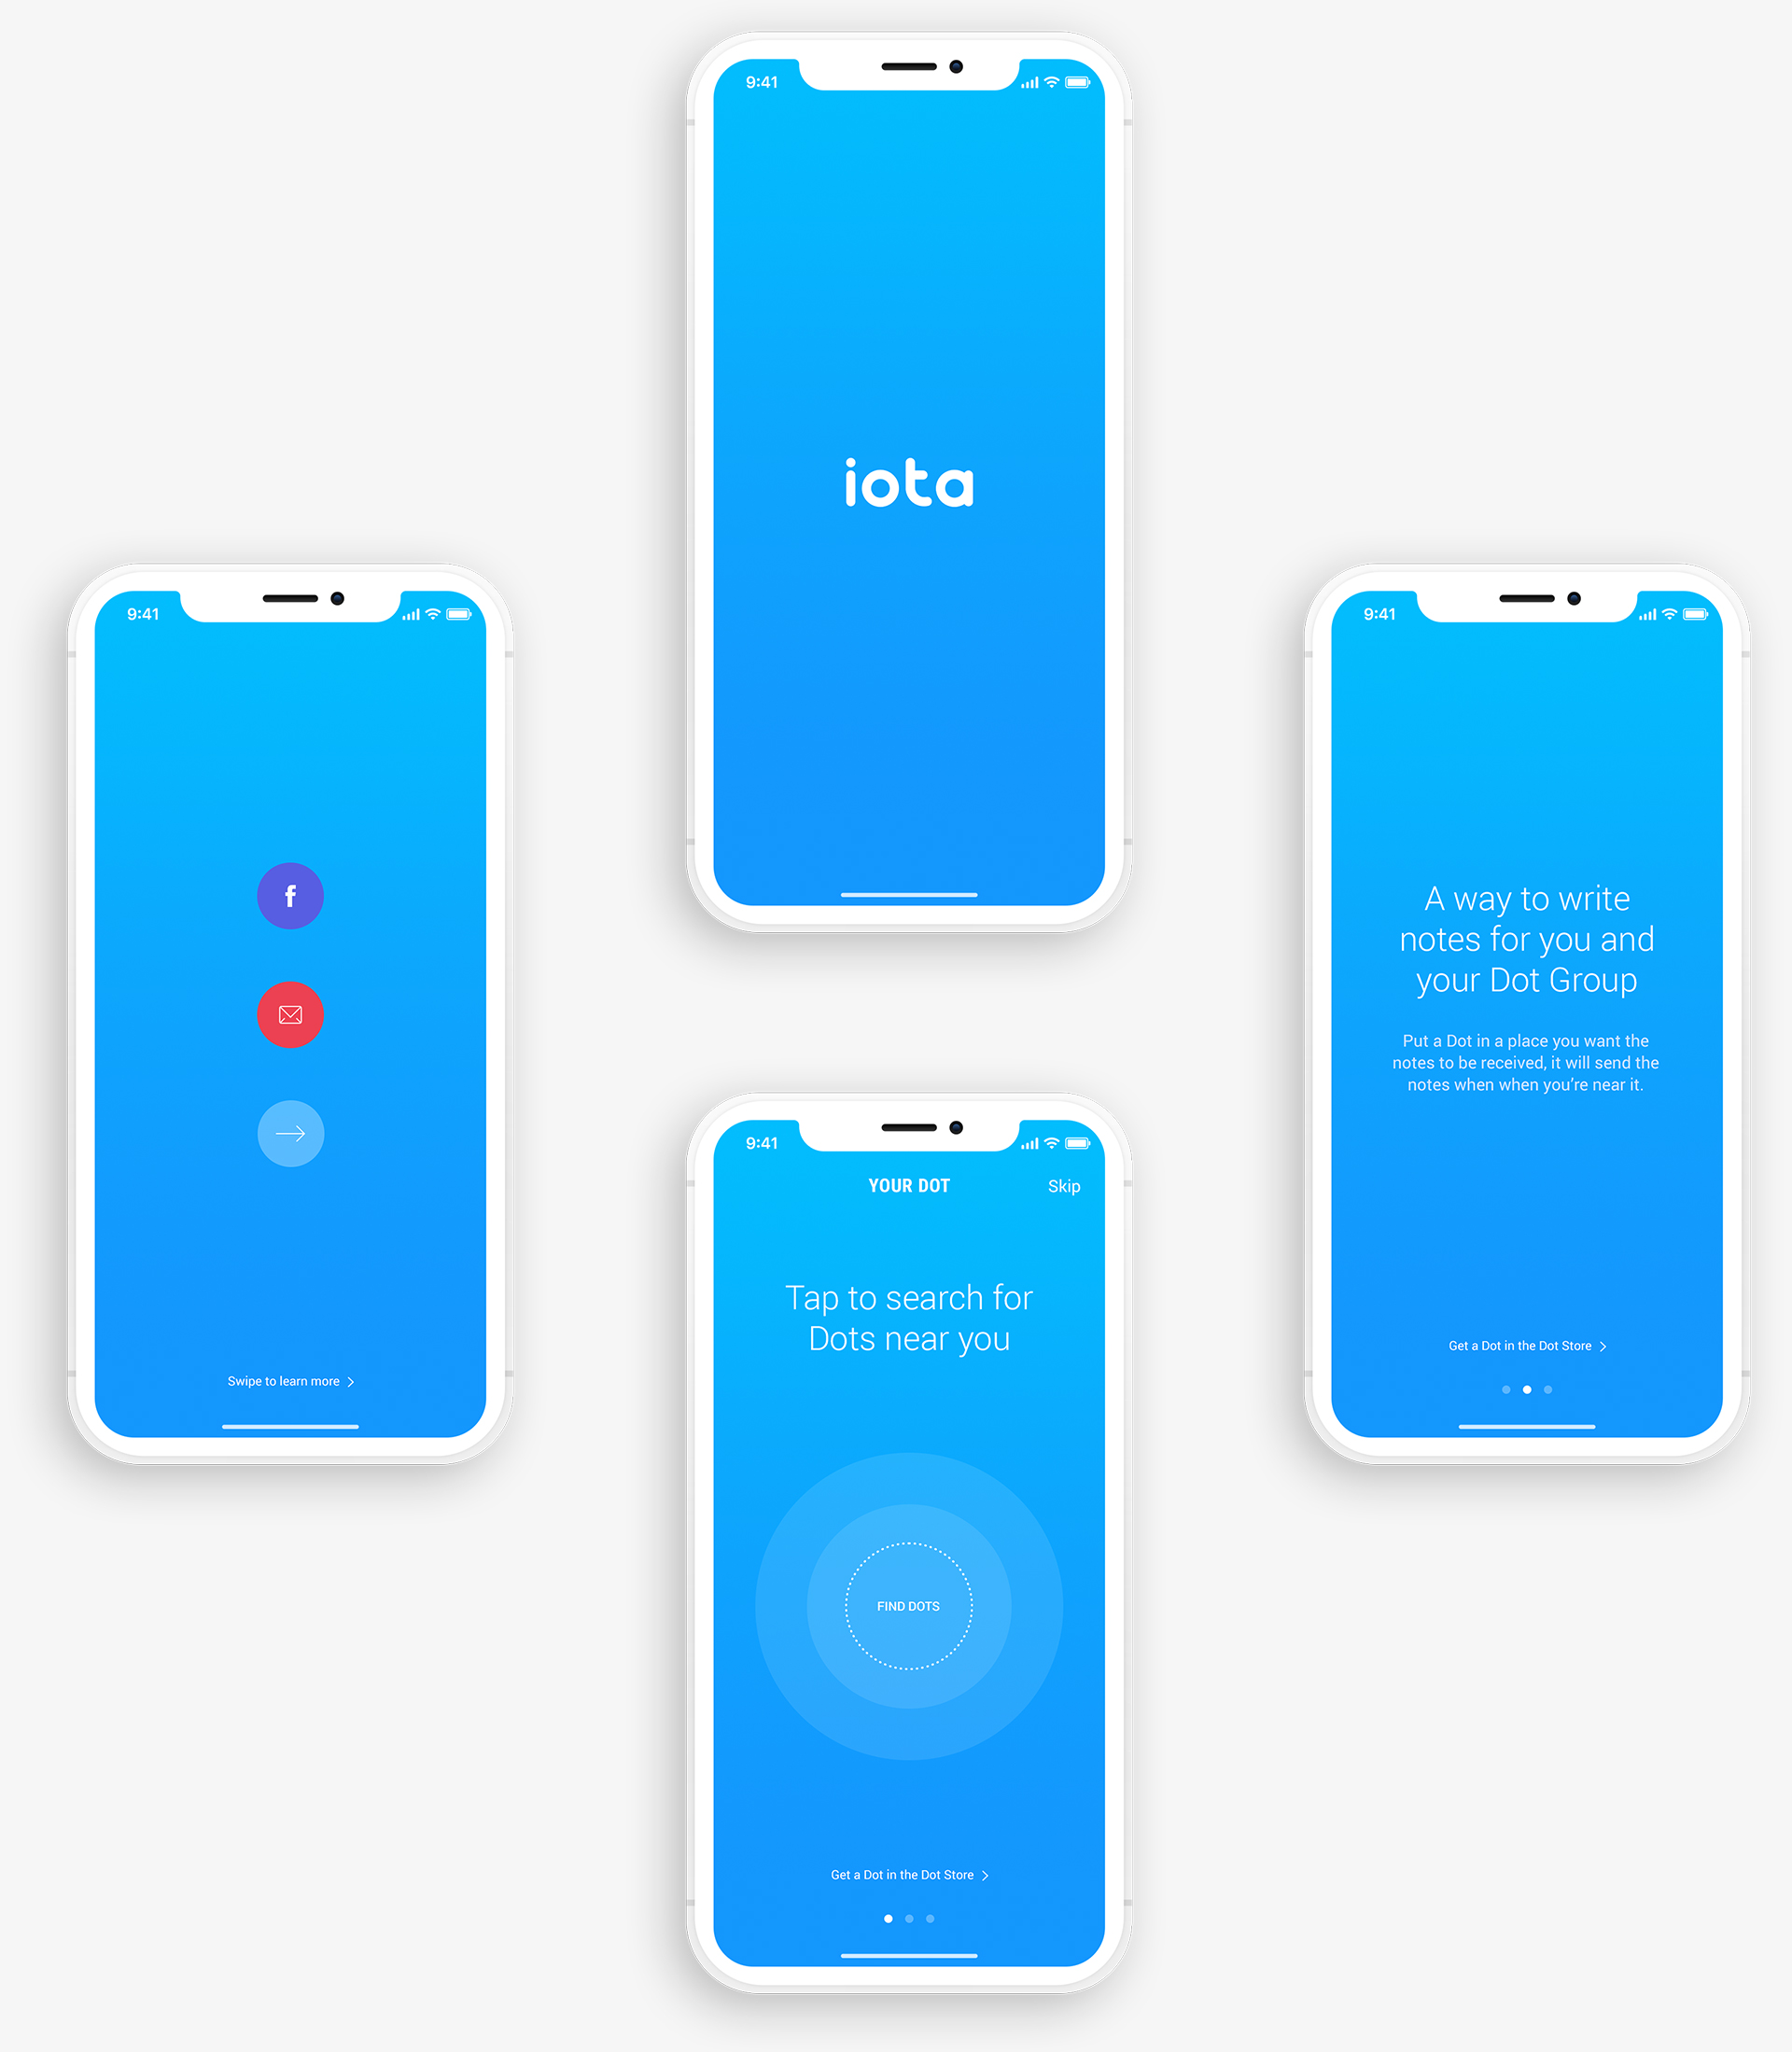 9:41
iota
9:41
f
Swipe to learn more
9:41
A way to write
notes for you and
your Dot Group
Put a Dot in a place you want the
notes to be received, it will send the
notes when when you’re near it.
Get a Dot in the Dot Store
9:41
YOUR DOT
Skip
Tap to search for
Dots near you
FIND DOTS
Get a Dot in the Dot Store